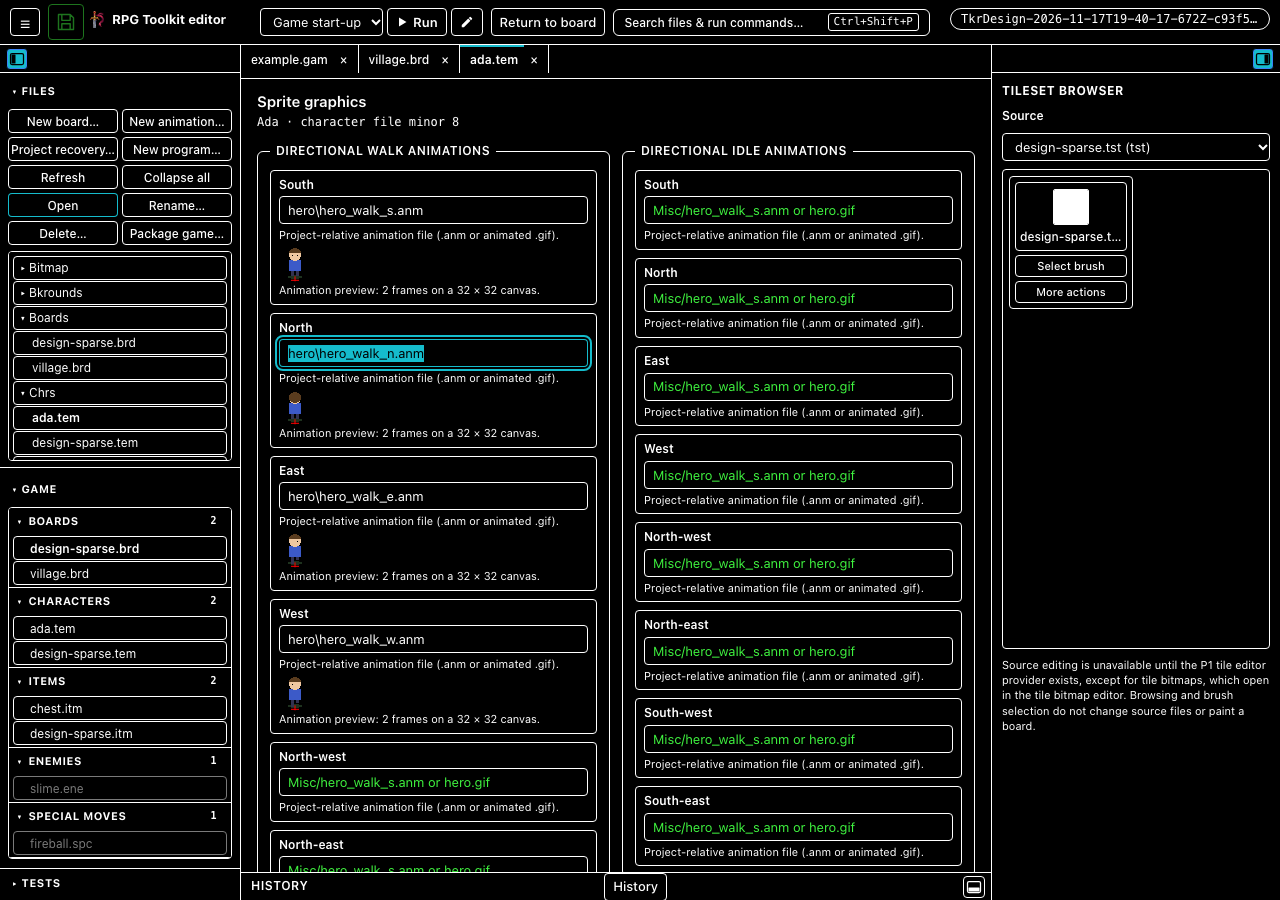 RPG Toolkit editor
Game start-up
Run
Return to board
Search files & run commands...
Ctrl+Shift+P
TkrDesign-2026-11-17T19-40-17-672Z-c93f5…
example.gam ×
village.brd ×
ada.tem ×
FILES
New board...
New animation...
Project recovery...
New program...
Refresh
Collapse all
Open
Rename...
Delete...
Package game...
Bitmap
Bkrounds
Boards
design-sparse.brd
village.brd
Chrs
ada.tem
design-sparse.tem
GAME
BOARDS 2
design-sparse.brd
village.brd
CHARACTERS 2
ada.tem
design-sparse.tem
ITEMS 2
chest.itm
design-sparse.itm
ENEMIES 1
slime.ene
SPECIAL MOVES 1
fireball.spc
TESTS
Sprite graphics
Ada · character file minor 8
DIRECTIONAL WALK ANIMATIONS
South
hero\hero_walk_s.anm
Project-relative animation file (.anm or animated .gif).
Animation preview: 2 frames on a 32 × 32 canvas.
North
hero\hero_walk_n.anm
Project-relative animation file (.anm or animated .gif).
Animation preview: 2 frames on a 32 × 32 canvas.
East
hero\hero_walk_e.anm
Project-relative animation file (.anm or animated .gif).
Animation preview: 2 frames on a 32 × 32 canvas.
West
hero\hero_walk_w.anm
Project-relative animation file (.anm or animated .gif).
Animation preview: 2 frames on a 32 × 32 canvas.
North-west
Misc/hero_walk_s.anm or hero.gif
Project-relative animation file (.anm or animated .gif).
North-east
Misc/hero_walk_s.anm or hero.gif
DIRECTIONAL IDLE ANIMATIONS
South
Misc/hero_walk_s.anm or hero.gif
Project-relative animation file (.anm or animated .gif).
North
Misc/hero_walk_s.anm or hero.gif
Project-relative animation file (.anm or animated .gif).
East
Misc/hero_walk_s.anm or hero.gif
Project-relative animation file (.anm or animated .gif).
West
Misc/hero_walk_s.anm or hero.gif
Project-relative animation file (.anm or animated .gif).
North-west
Misc/hero_walk_s.anm or hero.gif
Project-relative animation file (.anm or animated .gif).
North-east
Misc/hero_walk_s.anm or hero.gif
Project-relative animation file (.anm or animated .gif).
South-west
Misc/hero_walk_s.anm or hero.gif
Project-relative animation file (.anm or animated .gif).
South-east
Misc/hero_walk_s.anm or hero.gif
Project-relative animation file (.anm or animated .gif).
HISTORY
History
TILESET BROWSER
Source
design-sparse.tst (tst)
design-sparse.t…
Select brush
More actions
Source editing is unavailable until the P1 tile editor
provider exists, except for tile bitmaps, which open
in the tile bitmap editor. Browsing and brush
selection do not change source files or paint a
board.